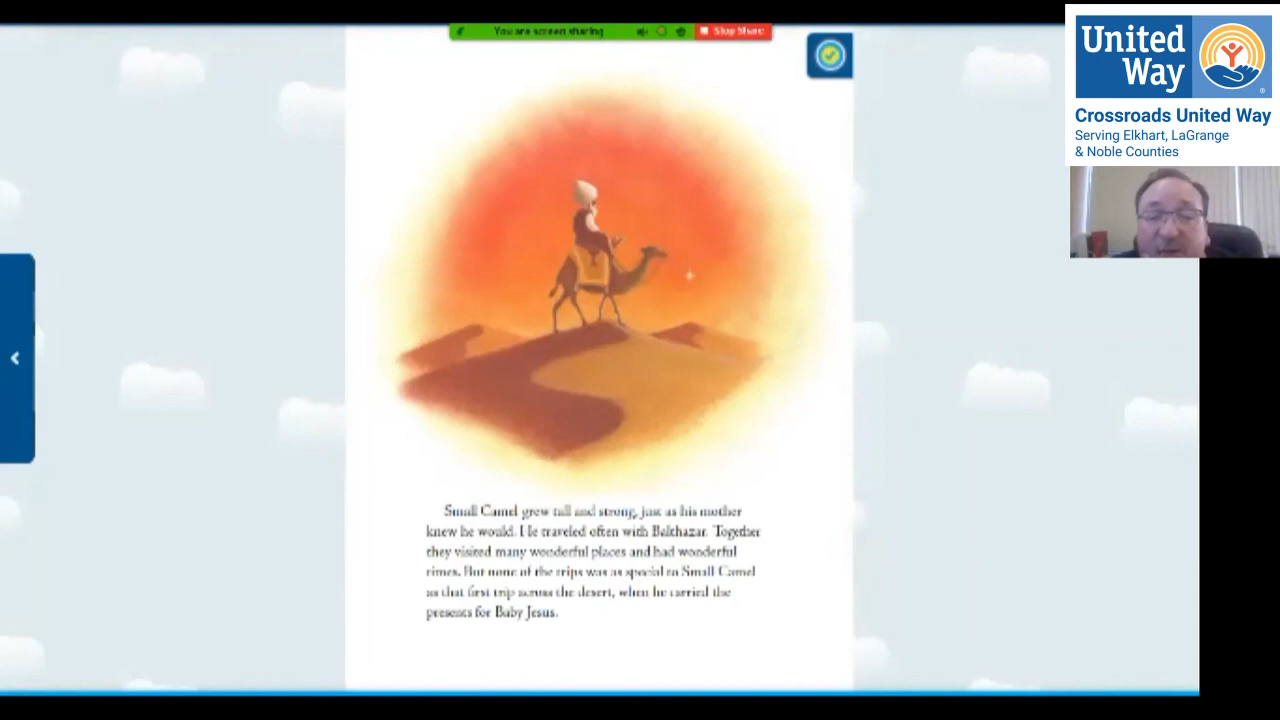 You are screen sharing
Stop Share
United
Way
Crossroads United Way
Serving Elkhart, LaGrange
& Noble Counties
Small Camel grew tall and strong, just as his mother
knew he would. He traveled often with Balthazar. Together
they visited many wonderful places and had wonderful
times. But none of the trips was as special to Small Camel
as that first trip across the desert, when he carried the
presents for Baby Jesus.